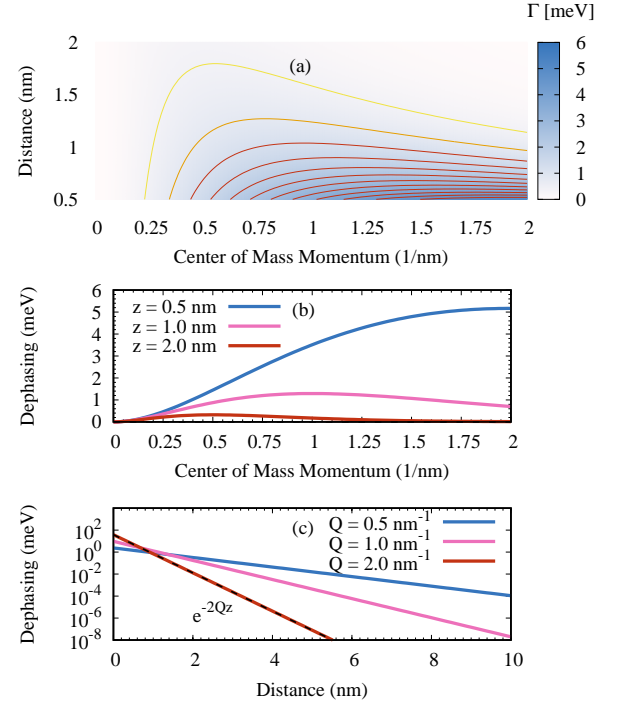 Γ [meV]
2
1.5
1
0.5
Distance (nm)
(a)
6
5
4
3
2
1
0
0 0.25 0.5 0.75 1 1.25 1.5 1.75 2
Center of Mass Momentum (1/nm)
6
5
4
3
2
1
0
Dephasing (meV)
z = 0.5 nm
z = 1.0 nm
z = 2.0 nm
(b)
0 0.25 0.5 0.75 1 1.25 1.5 1.75 2
Center of Mass Momentum (1/nm)
10²
10⁰
10⁻²
10⁻⁴
10⁻⁶
10⁻⁸
Dephasing (meV)
(c)
Q = 0.5 nm⁻¹
Q = 1.0 nm⁻¹
Q = 2.0 nm⁻¹
e⁻²Qz
0 2 4 6 8 10
Distance (nm)